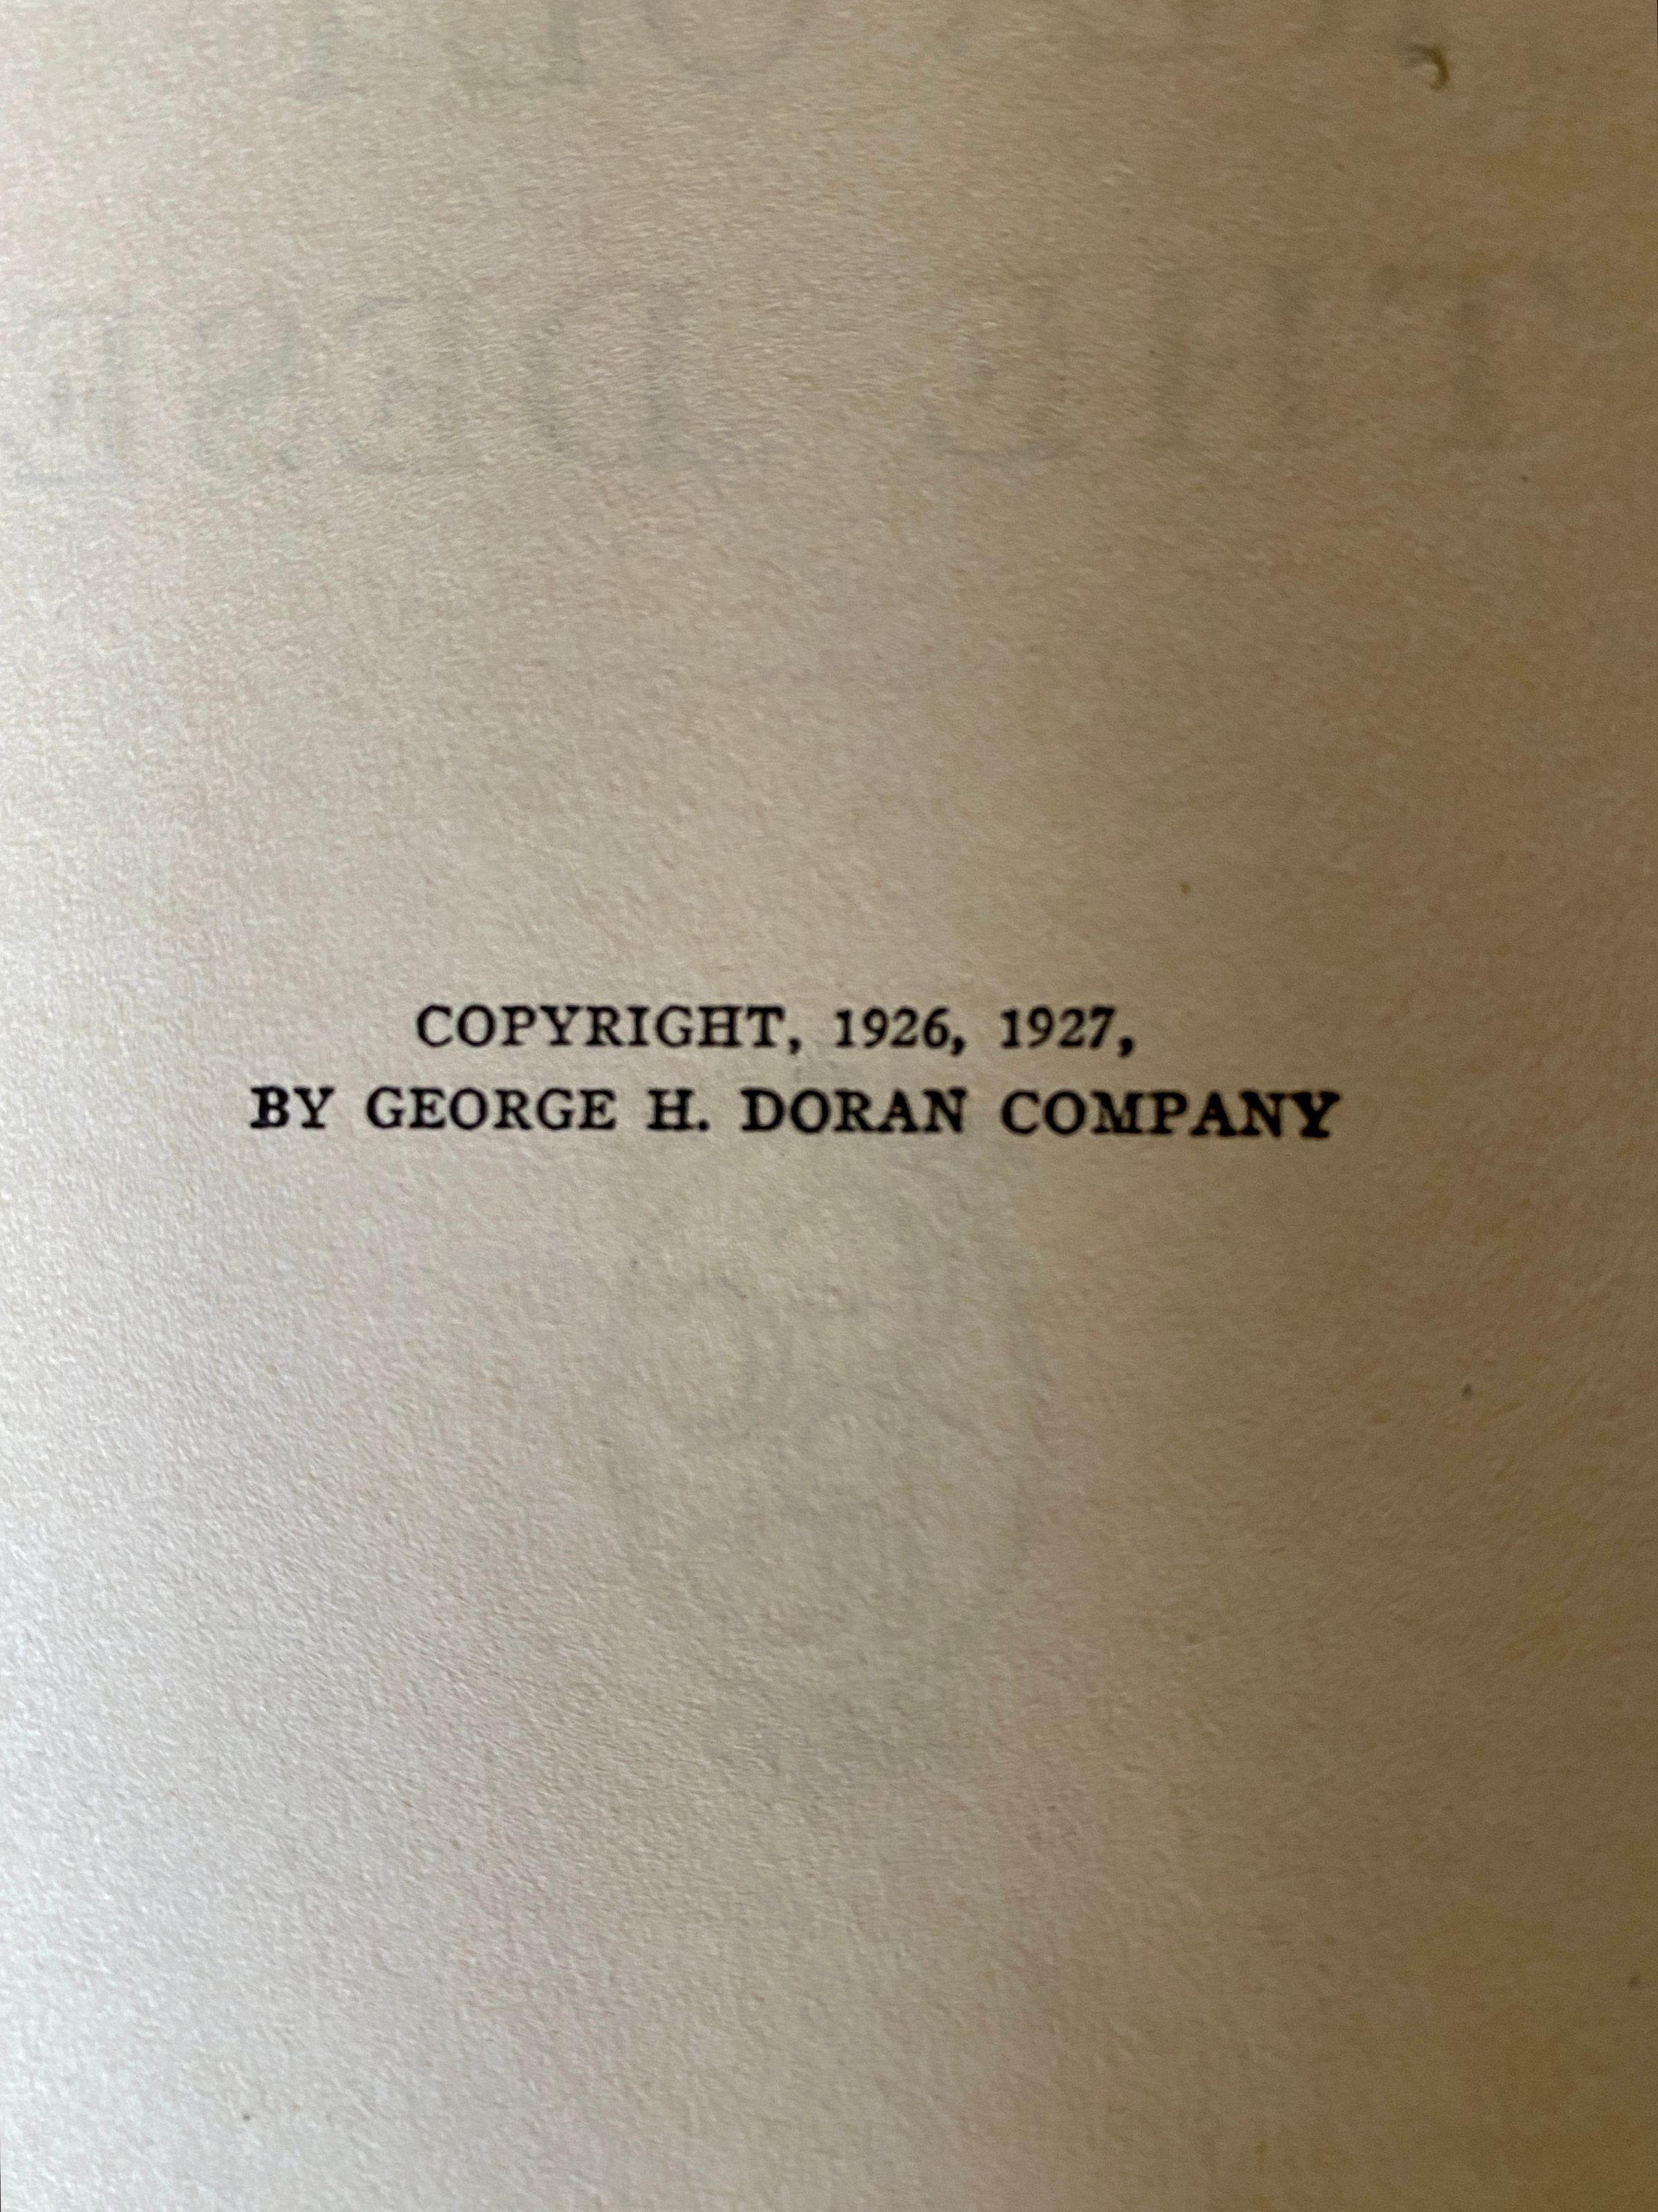 COPYRIGHT, 1926, 1927,
BY GEORGE H. DORAN COMPANY